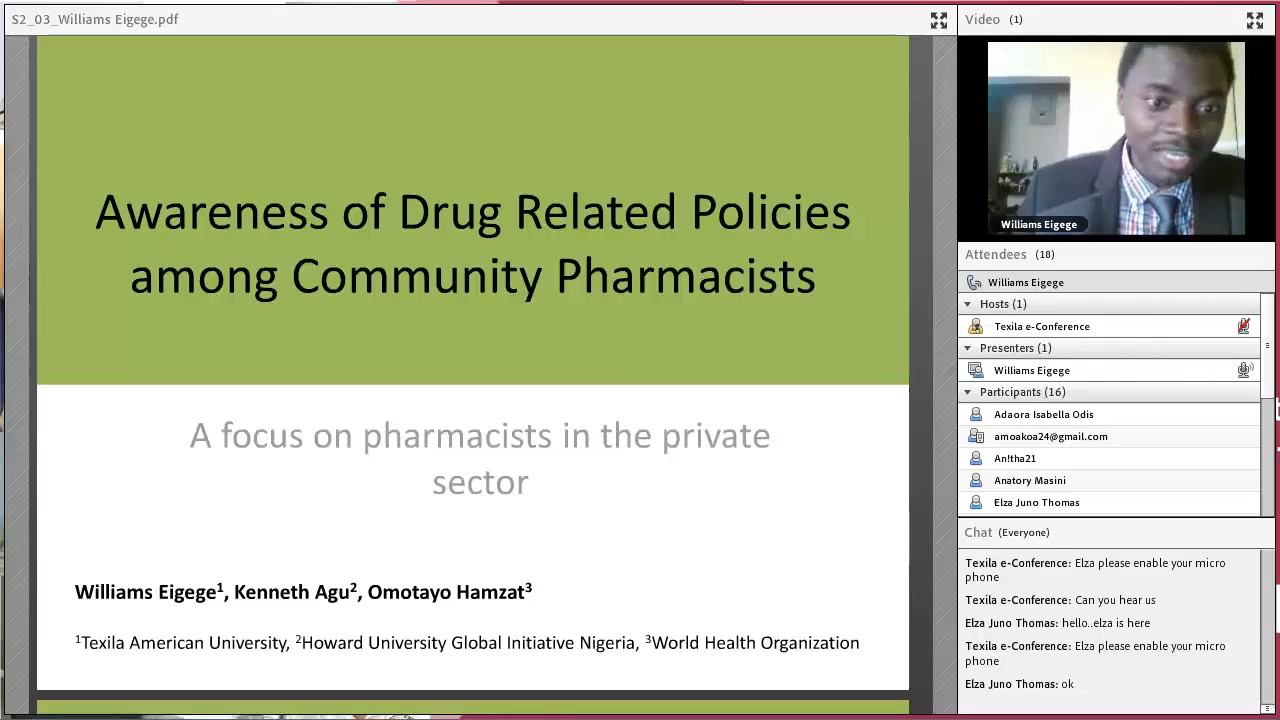 S2_03_Williams Eigege.pdf
Awareness of Drug Related Policies
among Community Pharmacists
A focus on pharmacists in the private
sector
Williams Eigege1, Kenneth Agu2, Omotayo Hamzat3
1Texila American University, 2Howard University Global Initiative Nigeria, 3World Health Organization
Video (1)
Williams Eigege
Attendees (18)
Williams Eigege
Hosts (1)
Texila e-Conference
Presenters (1)
Williams Eigege
Participants (16)
Adaora Isabella Odis
amoakoa24@gmail.com
An!tha21
Anatory Masini
Elza Juno Thomas
Chat (Everyone)
Texila e-Conference: Elza please enable your micro
phone
Texila e-Conference: Can you hear us
Elza Juno Thomas: hello..elza is here
Texila e-Conference: Elza please enable your micro
phone
Elza Juno Thomas: ok